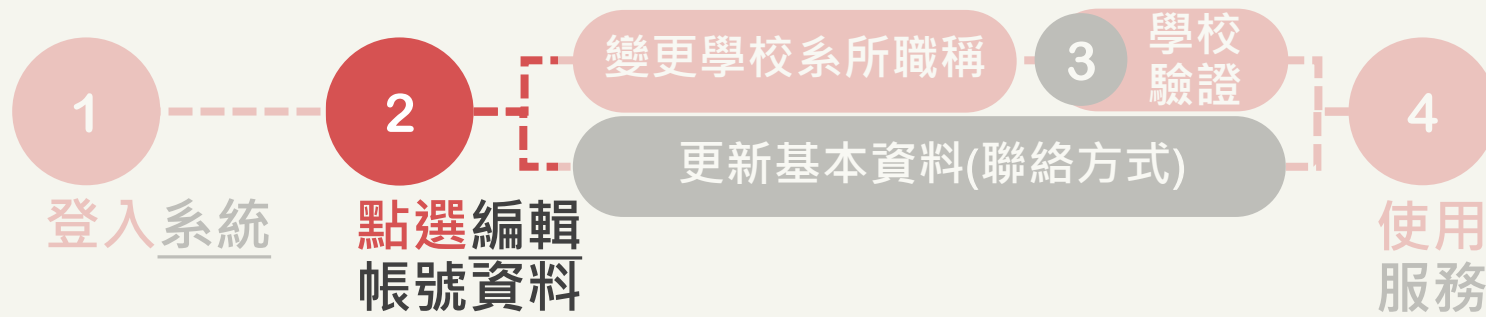 1
登入系統
2
點選編輯
帳號資料
變更學校系所職稱
3
學校
驗證
更新基本資料(聯絡方式)
4
使用
服務